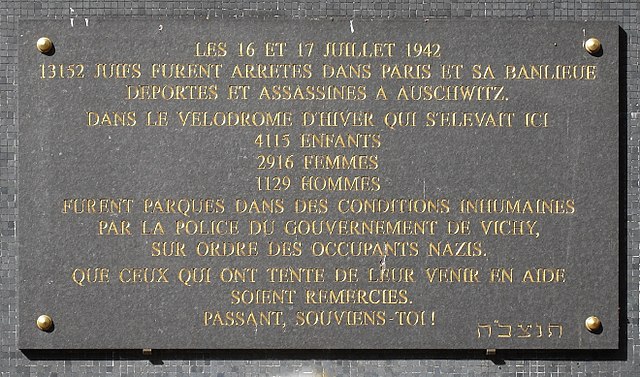 LES 16 ET 17 JUILLET 1942
13152 JUIFS FURENT ARRETES DANS PARIS ET SA BANLIEUE
DEPORTES ET ASSASSINES A AUSCHWITZ.
DANS LE VELODROME D'HIVER QUI S'ELEVAIT ICI
4115 ENFANTS
2916 FEMMES
1129 HOMMES
FURENT PARQUES DANS DES CONDITIONS INHUMAINES
PAR LA POLICE DU GOUVERNEMENT DE VICHY,
SUR ORDRE DES OCCUPANTS NAZIS.
QUE CEUX QUI ONT TENTE DE LEUR VENIR EN AIDE
SOIENT REMERCIES.
PASSANT, SOUVIENS-TOI !
תנצב״ה